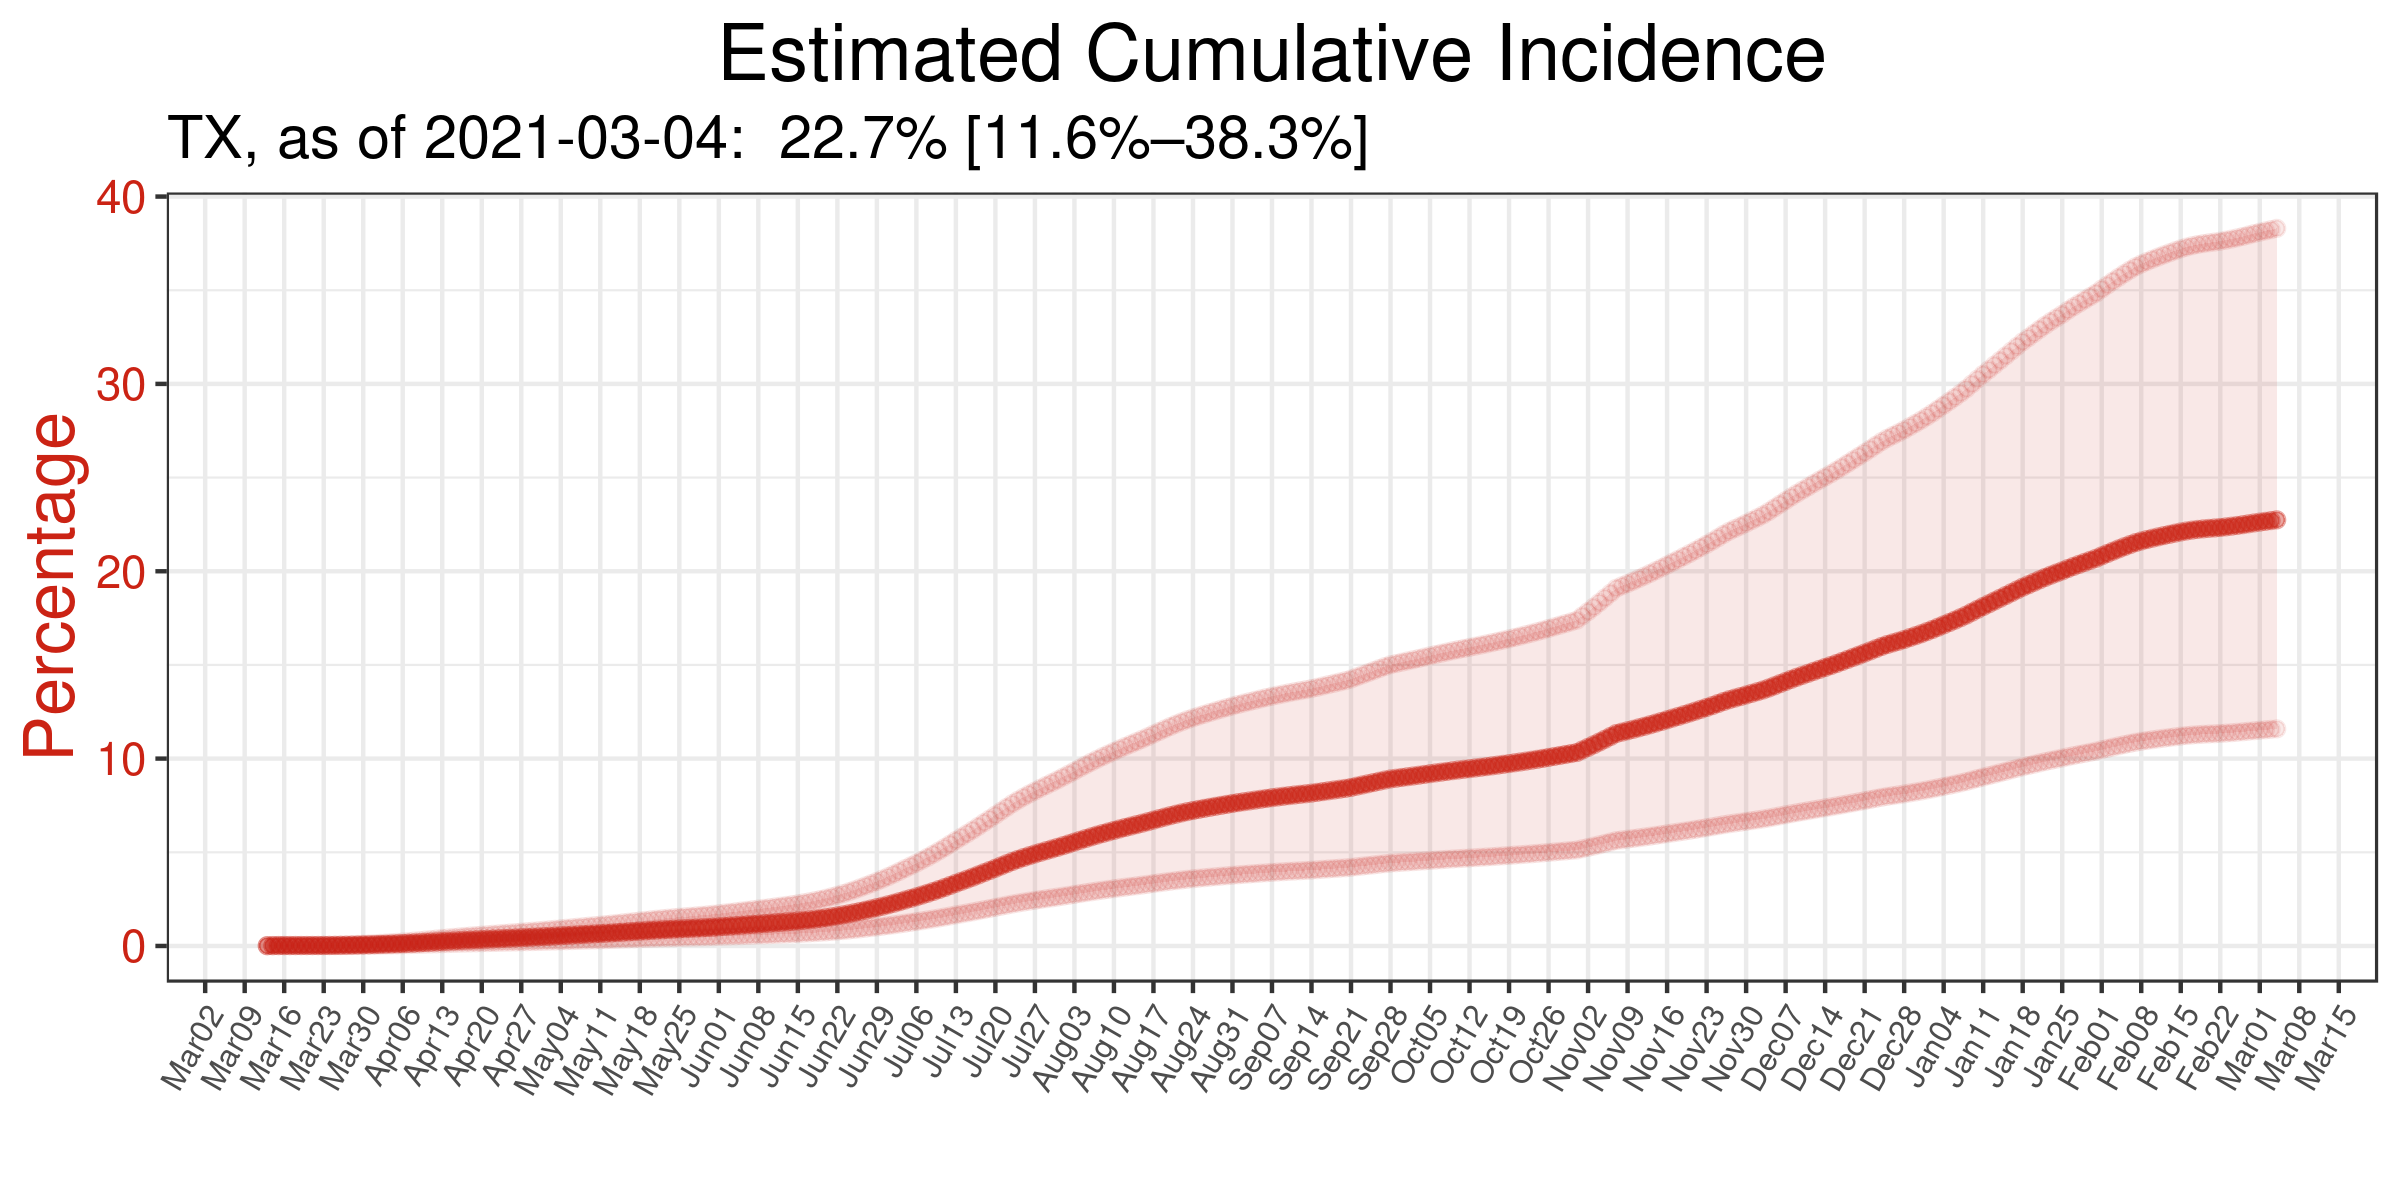 Estimated Cumulative Incidence
TX, as of 2021-03-04:  22.7% [11.6%–38.3%]
Percentage
40
30
20
10
0
Mar02
Mar09
Mar16
Mar23
Mar30
Apr06
Apr13
Apr20
Apr27
May04
May11
May18
May25
Jun01
Jun08
Jun15
Jun22
Jun29
Jul06
Jul13
Jul20
Jul27
Aug03
Aug10
Aug17
Aug24
Aug31
Sep07
Sep14
Sep21
Sep28
Oct05
Oct12
Oct19
Oct26
Nov02
Nov09
Nov16
Nov23
Nov30
Dec07
Dec14
Dec21
Dec28
Jan04
Jan11
Jan18
Jan25
Feb01
Feb08
Feb15
Feb22
Mar01
Mar08
Mar15